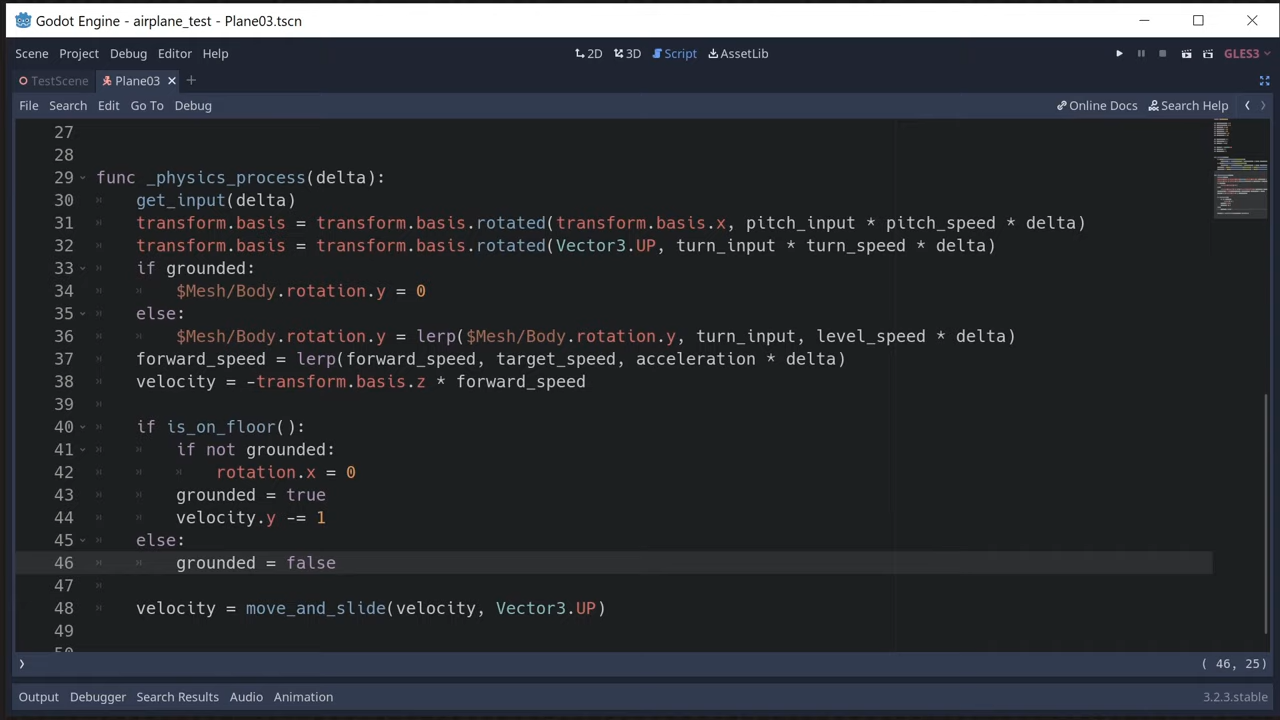 Godot Engine - airplane_test - Plane03.tscn
Scene Project Debug Editor Help 2D 3D Script AssetLib GLES3
TestScene Plane03
File Search Edit Go To Debug Online Docs Search Help
27
28
29 func _physics_process(delta):
30 get_input(delta)
31 transform.basis = transform.basis.rotated(transform.basis.x, pitch_input * pitch_speed * delta)
32 transform.basis = transform.basis.rotated(Vector3.UP, turn_input * turn_speed * delta)
33 if grounded:
34 $Mesh/Body.rotation.y = 0
35 else:
36 $Mesh/Body.rotation.y = lerp($Mesh/Body.rotation.y, turn_input, level_speed * delta)
37 forward_speed = lerp(forward_speed, target_speed, acceleration * delta)
38 velocity = -transform.basis.z * forward_speed
39
40 if is_on_floor():
41 if not grounded:
42 rotation.x = 0
43 grounded = true
44 velocity.y -= 1
45 else:
46 grounded = false
47
48 velocity = move_and_slide(velocity, Vector3.UP)
49
50
( 46, 25)
Output Debugger Search Results Audio Animation 3.2.3.stable